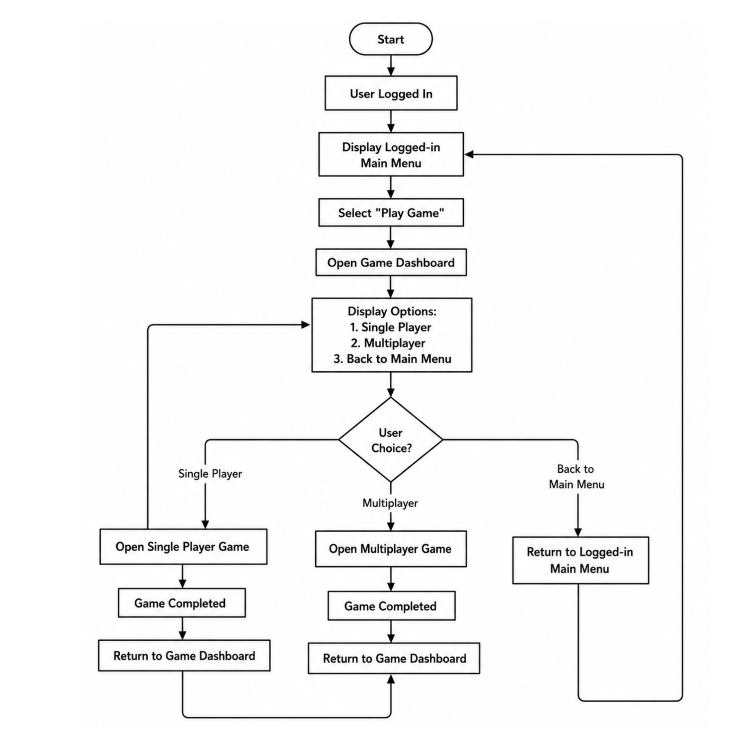 Start
User Logged In
Display Logged-in
Main Menu
Select "Play Game"
Open Game Dashboard
Display Options:
1. Single Player
2. Multiplayer
3. Back to Main Menu
User
Choice?
Single Player
Multiplayer
Back to
Main Menu
Open Single Player Game
Open Multiplayer Game
Return to Logged-in
Main Menu
Game Completed
Game Completed
Return to Game Dashboard
Return to Game Dashboard